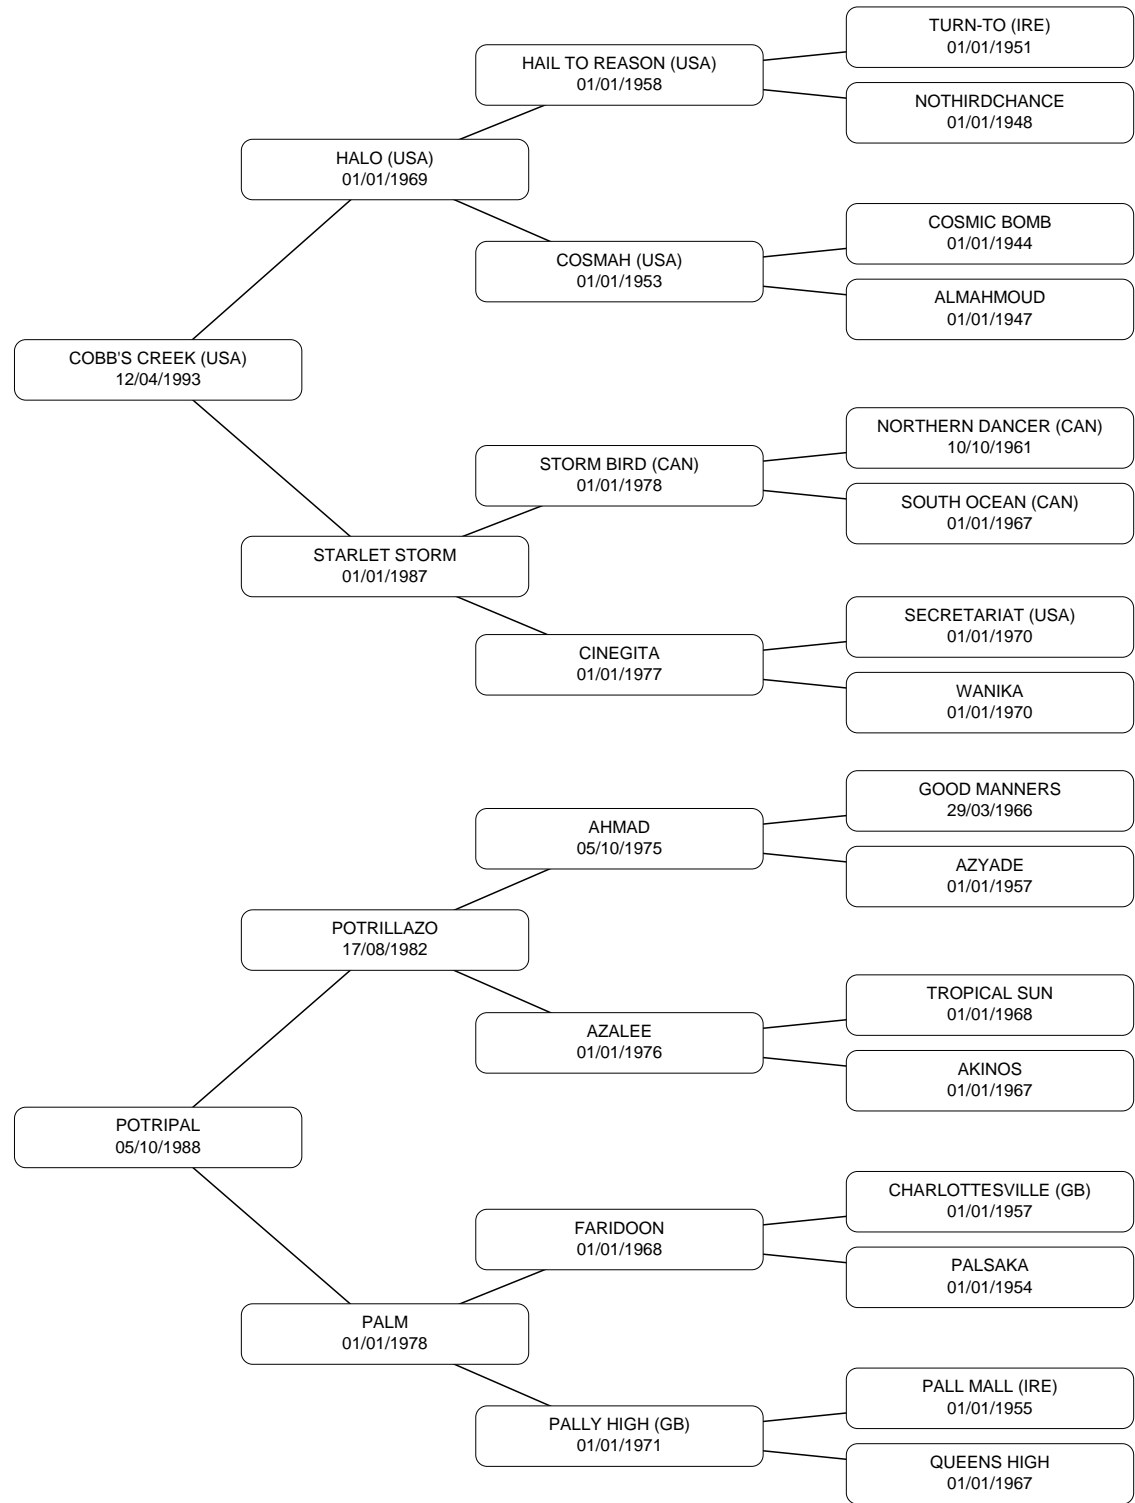 TURN-TO (IRE)
01/01/1951
HAIL TO REASON (USA)
01/01/1958
NOTHIRDCHANCE
01/01/1948
HALO (USA)
01/01/1969
COSMIC BOMB
01/01/1944
COSMAH (USA)
01/01/1953
ALMAHMOUD
01/01/1947
COBB'S CREEK (USA)
12/04/1993
NORTHERN DANCER (CAN)
10/10/1961
STORM BIRD (CAN)
01/01/1978
SOUTH OCEAN (CAN)
01/01/1967
STARLET STORM
01/01/1987
SECRETARIAT (USA)
01/01/1970
CINEGITA
01/01/1977
WANIKA
01/01/1970
GOOD MANNERS
29/03/1966
AHMAD
05/10/1975
AZYADE
01/01/1957
POTRILLAZO
17/08/1982
TROPICAL SUN
01/01/1968
AZALEE
01/01/1976
AKINOS
01/01/1967
POTRIPAL
05/10/1988
CHARLOTTESVILLE (GB)
01/01/1957
FARIDOON
01/01/1968
PALSAKA
01/01/1954
PALM
01/01/1978
PALL MALL (IRE)
01/01/1955
PALLY HIGH (GB)
01/01/1971
QUEENS HIGH
01/01/1967